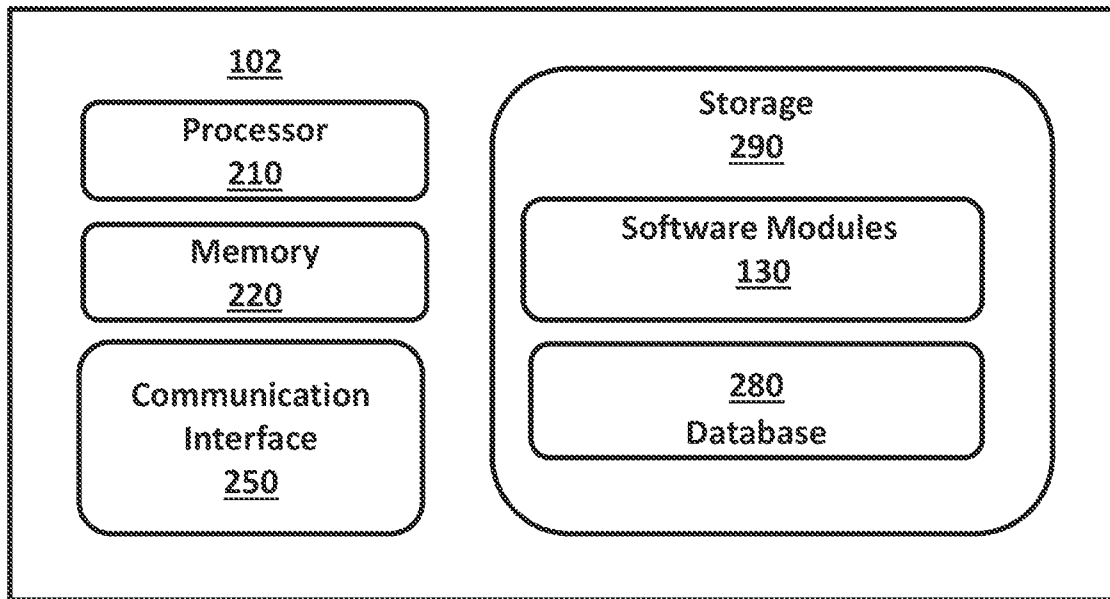 102
Processor
210
Memory
220
Communication
Interface
250
Storage
290
Software Modules
130
280
Database